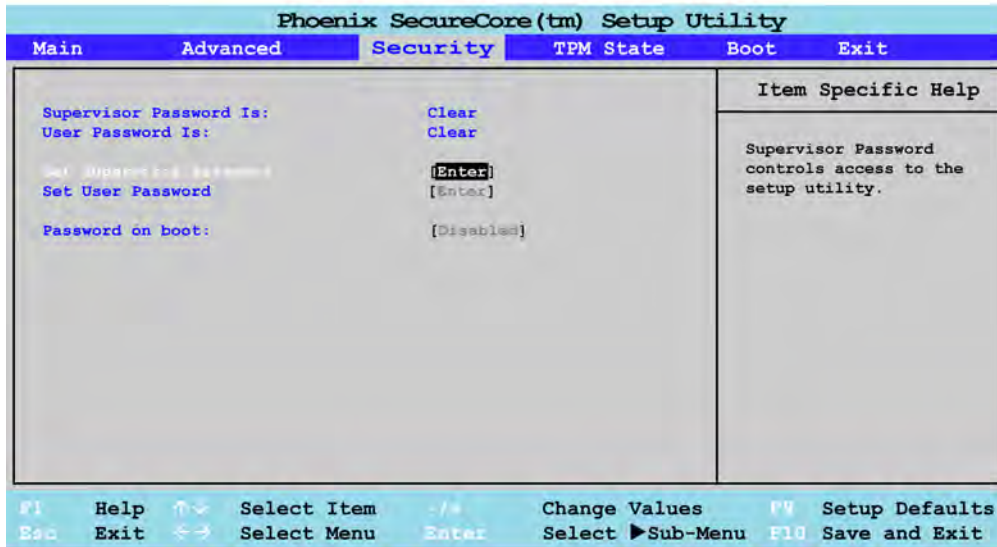 Phoenix SecureCore(tm) Setup Utility
Main Advanced Security TPM State Boot Exit
Item Specific Help
Supervisor Password Is: Clear
User Password Is: Clear
Supervisor Password controls access to the setup utility.
Set Supervisor Password [Enter]
Set User Password [Enter]
Password on boot: [Disabled]
F1 Help ↑↓ Select Item -/+ Change Values F9 Setup Defaults
Esc Exit ←→ Select Menu Enter Select ▶Sub-Menu F10 Save and Exit